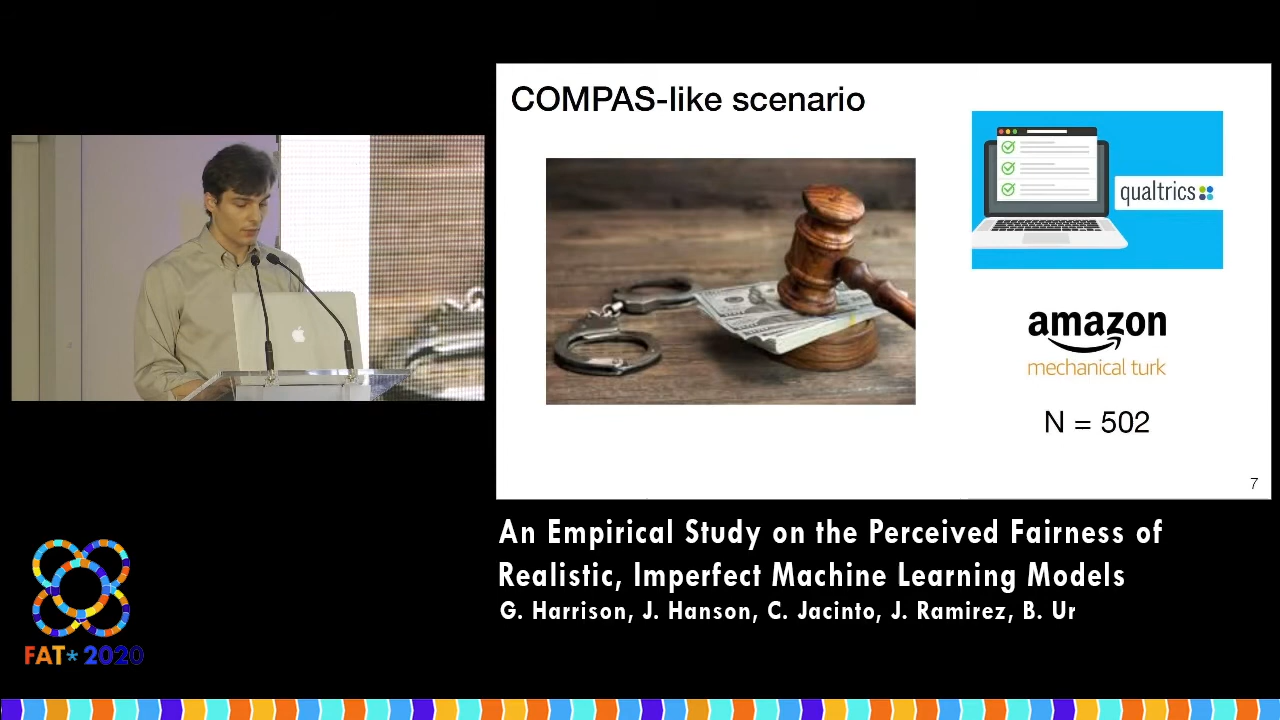 COMPAS-like scenario
qualtrics
amazon
mechanical turk
N = 502
7
An Empirical Study on the Perceived Fairness of
Realistic, Imperfect Machine Learning Models
G. Harrison, J. Hanson, C. Jacinto, J. Ramirez, B. Ur
FAT* 2020